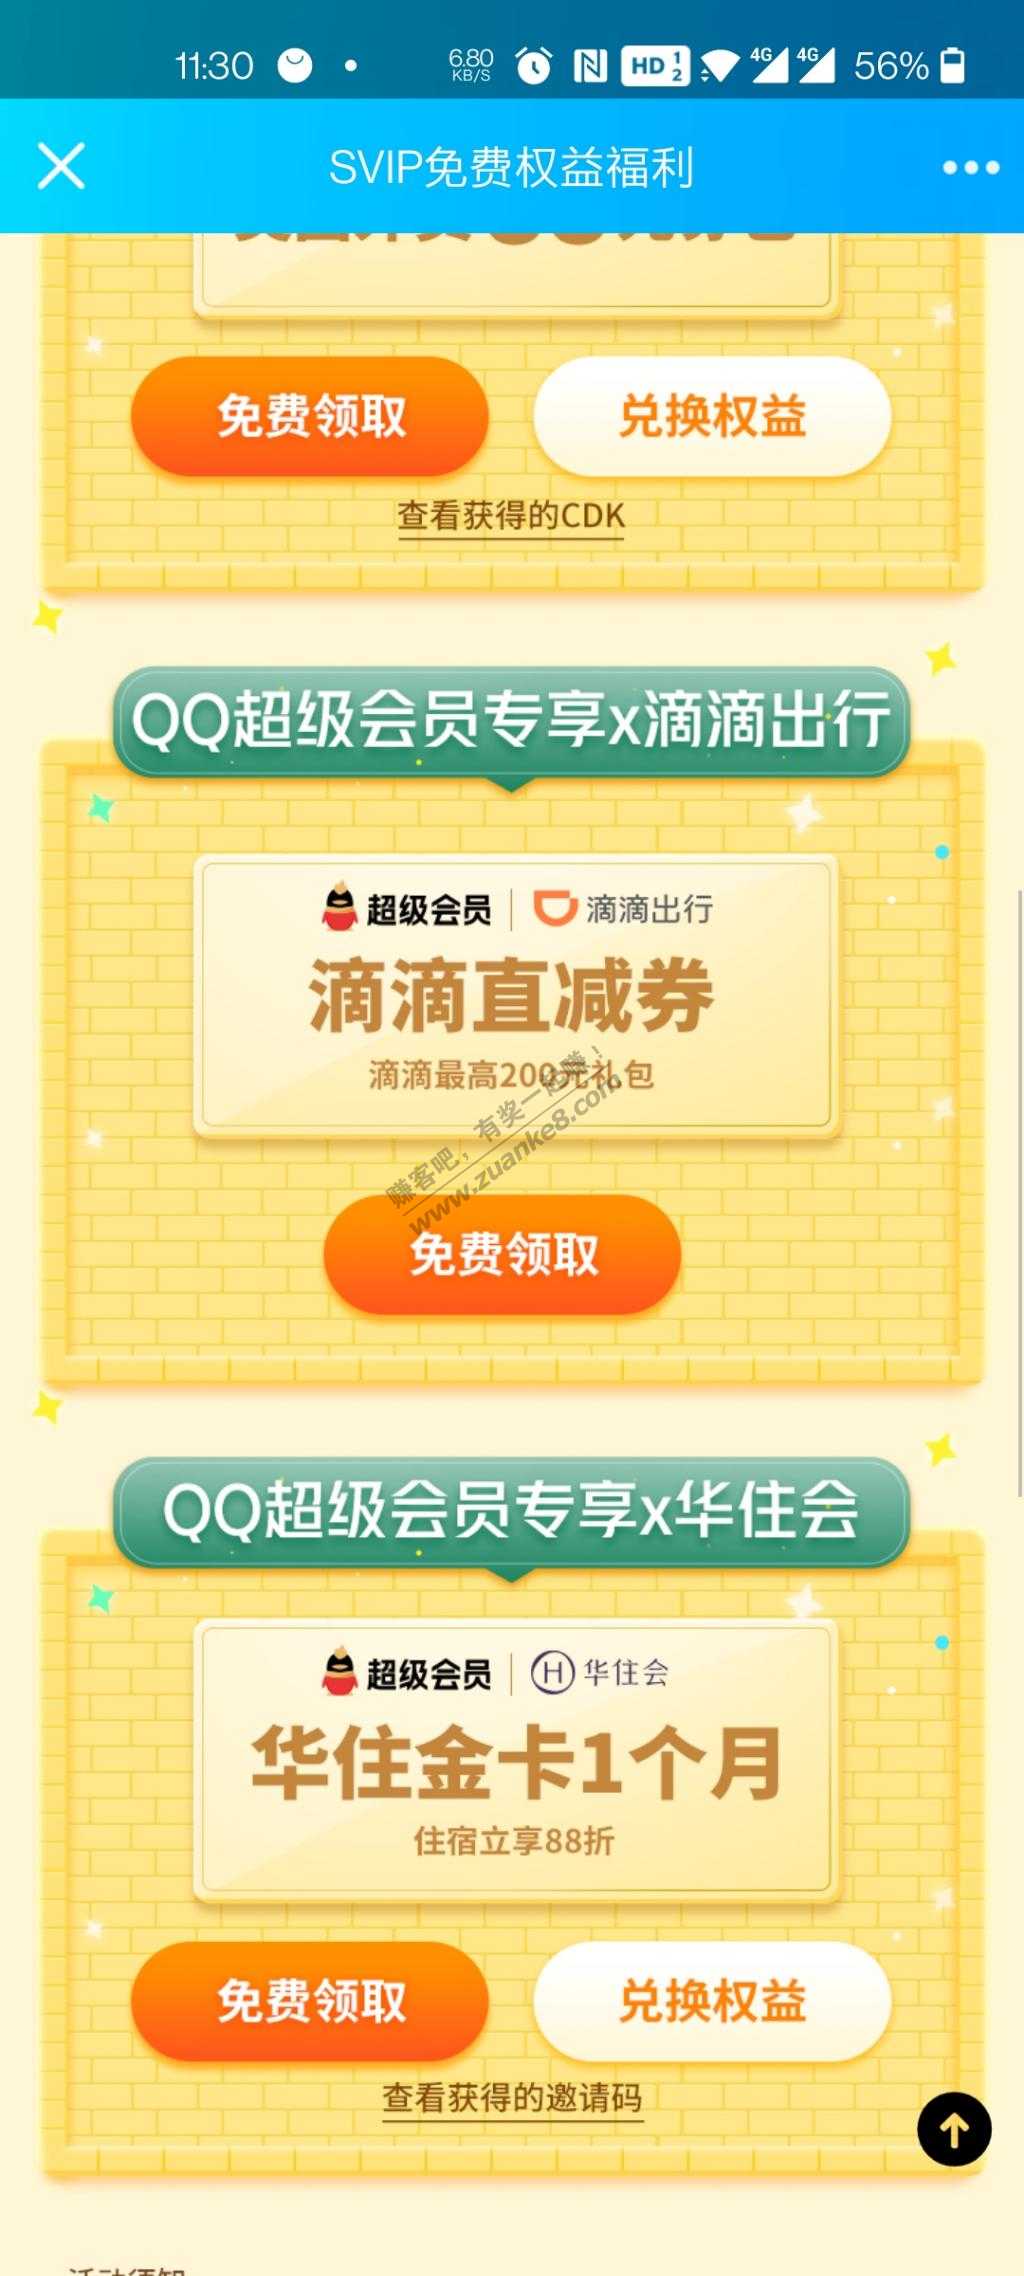 11:30
6.80
KB/S
HD 1 2
4G 4G
56%
SVIP免费权益福利
免费领取
兑换权益
查看获得的CDK
QQ超级会员专享x滴滴出行
超级会员 | 滴滴出行
滴滴直减券
滴滴最高200元礼包
赚客吧，有奖一起赚！
www.zuanke8.com
免费领取
QQ超级会员专享x华住会
超级会员 | H 华住会
华住金卡1个月
住宿立享88折
免费领取
兑换权益
查看获得的邀请码